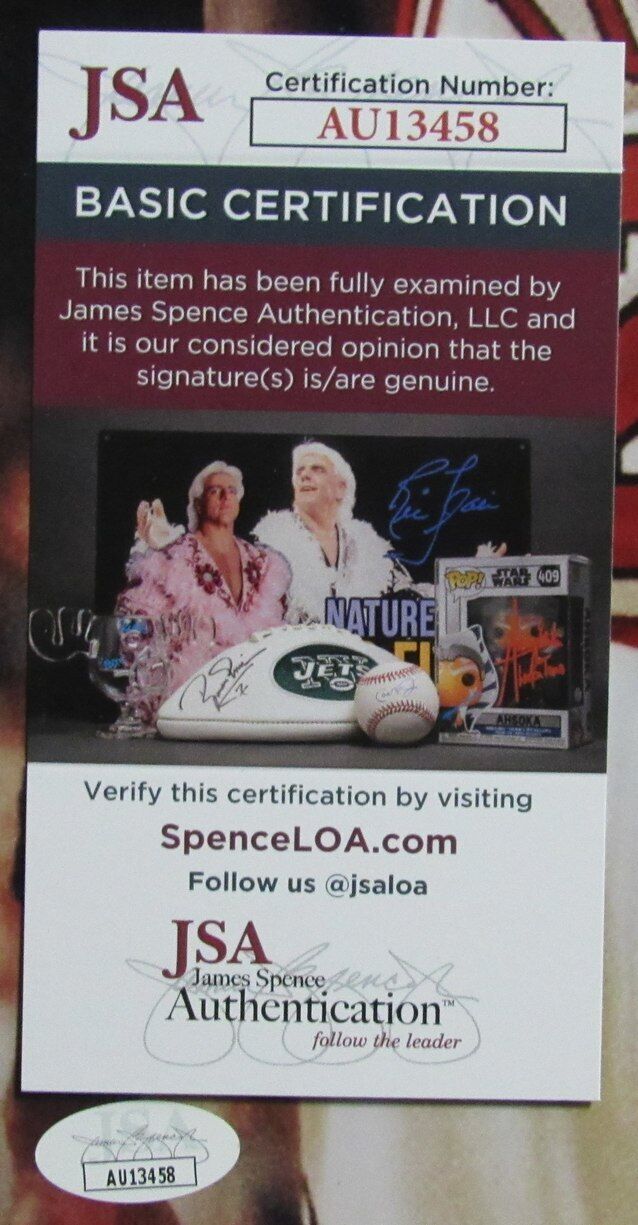 JSA
Certification Number:
AU13458
BASIC CERTIFICATION
This item has been fully examined by
James Spence Authentication, LLC and
it is our considered opinion that the
signature(s) is/are genuine.
NATURE
JETS
POP!
STAR
WARS
409
AHSOKA
Verify this certification by visiting
SpenceLOA.com
Follow us @jsaloa
JSA
James Spence
Authentication™
follow the leader
JSA
AU13458